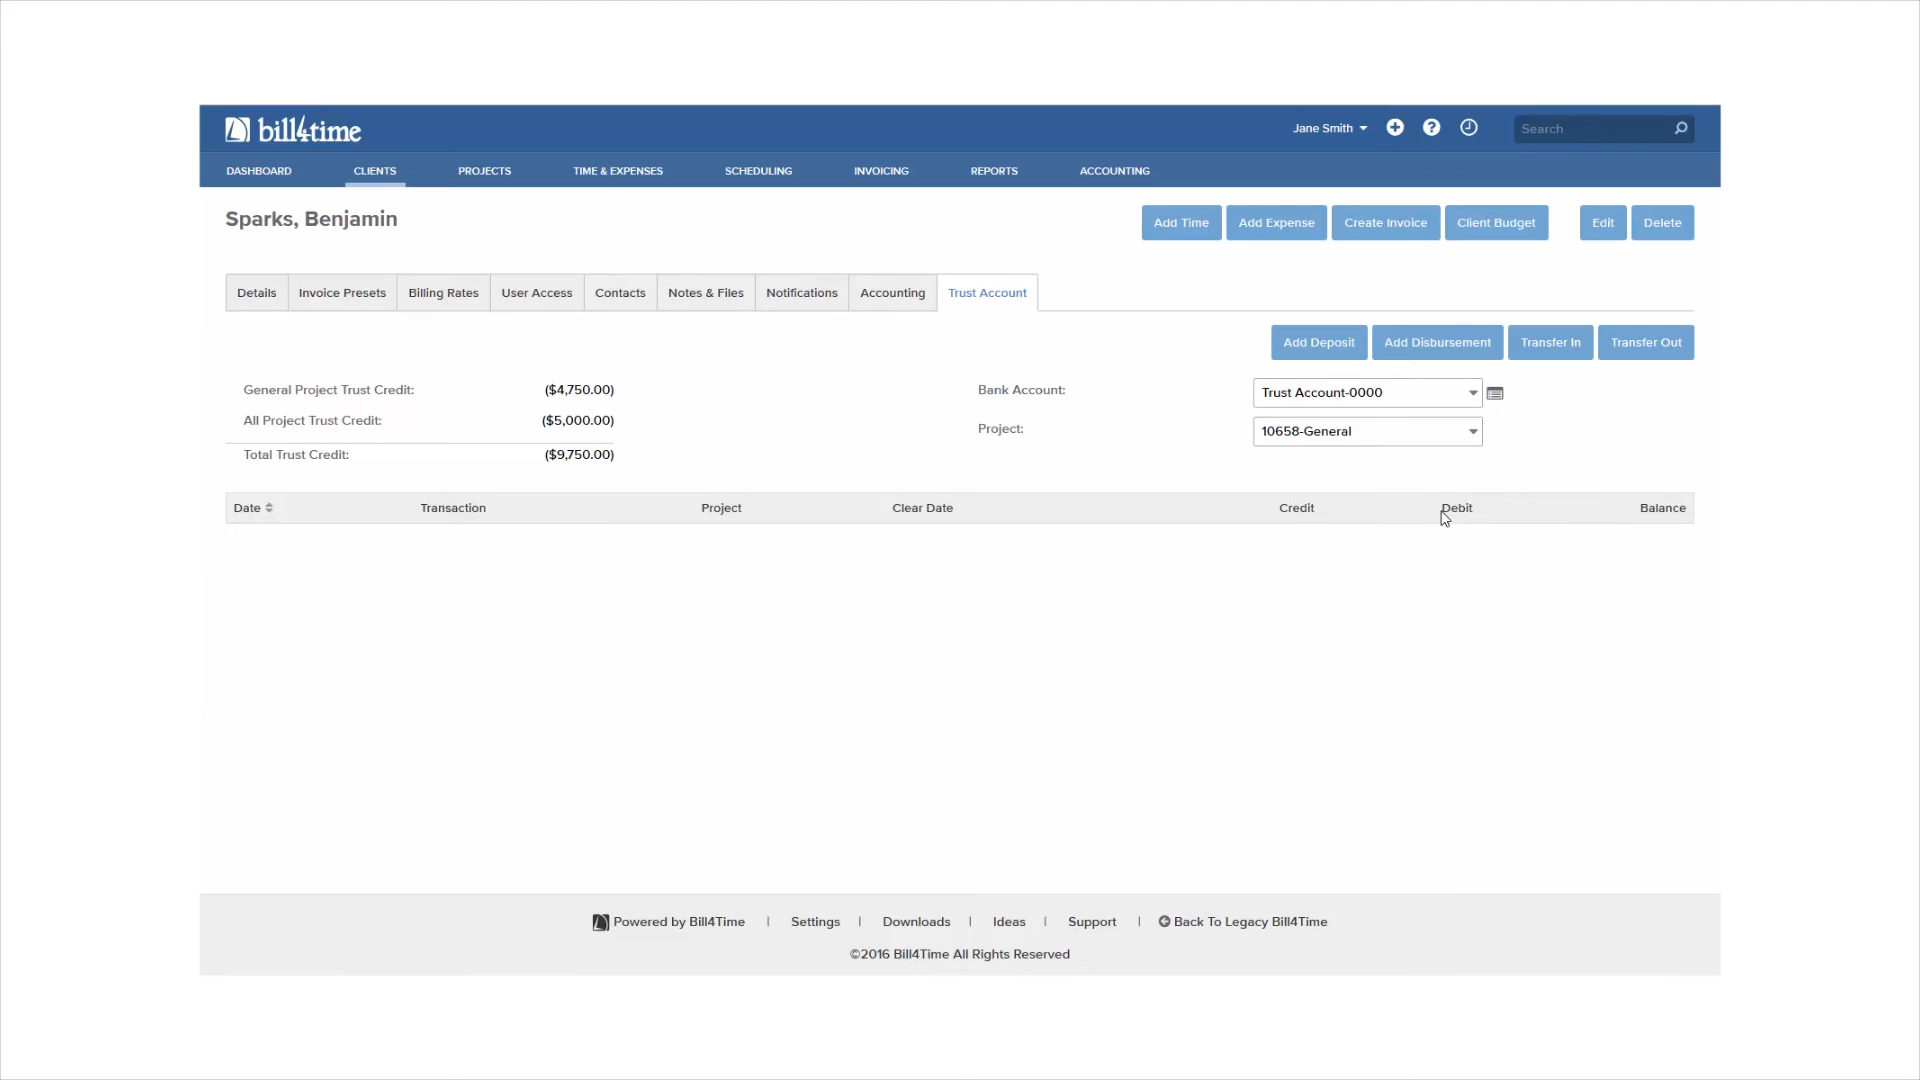 bill4time
Jane Smith
Search
DASHBOARD CLIENTS PROJECTS TIME & EXPENSES SCHEDULING INVOICING REPORTS ACCOUNTING
Sparks, Benjamin
Add Time Add Expense Create Invoice Client Budget Edit Delete
Details Invoice Presets Billing Rates User Access Contacts Notes & Files Notifications Accounting Trust Account
Add Deposit Add Disbursement Transfer In Transfer Out
General Project Trust Credit: ($4,750.00) Bank Account: Trust Account-0000
All Project Trust Credit: ($5,000.00) Project: 10658-General
Total Trust Credit: ($9,750.00)
Date Transaction Project Clear Date Credit Debit Balance
Powered by Bill4Time | Settings | Downloads | Ideas | Support | Back To Legacy Bill4Time
©2016 Bill4Time All Rights Reserved